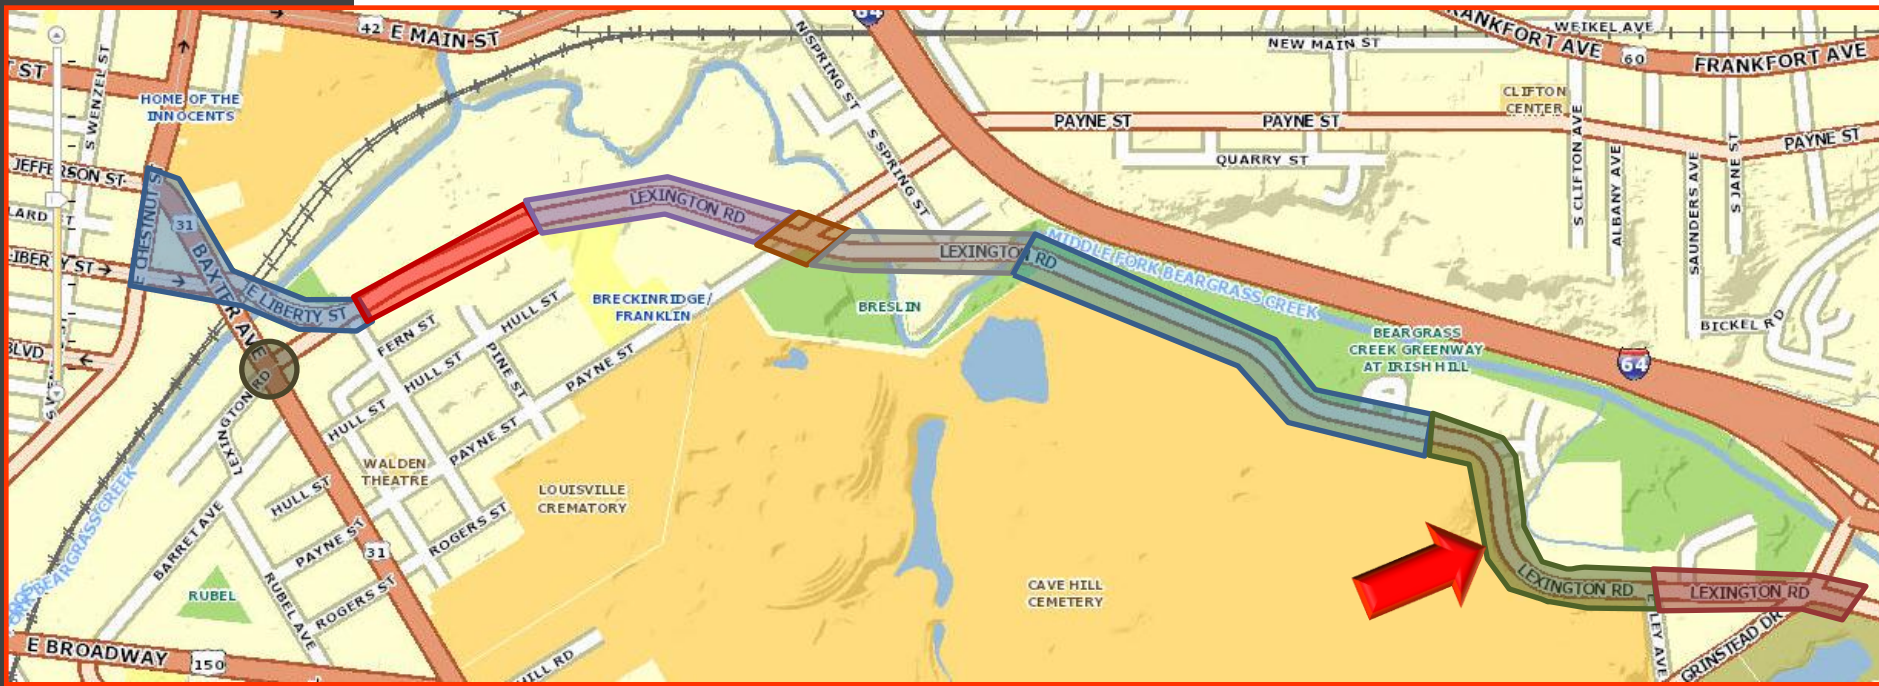 64
42 E MAIN ST
WEIKEL AVE
FRANKFORT AVE
60
FRANKFORT AVE
NEW MAIN ST
N SPRING ST
S WENZEL ST
HOME OF THE
INNOCENTS
CLIFTON
CENTER
PAYNE ST
PAYNE ST
PAYNE ST
QUARRY ST
S SPRING ST
S CLIFTON AVE
ALBANY AVE
SAUNDERS AVE
S JANE ST
JEFFERSON ST
E CHESTNUT ST
31
BAXTER AVE
LEXINGTON RD
LEXINGTON RD
MIDDLE FORK BEARGRASS CREEK
LIBERTY ST
E LIBERTY ST
BRECKINRIDGE/
FRANKLIN
BRESLIN
BEARGRASS
CREEK GREENWAY
AT IRISH HILL
BICKEL RD
64
BLVD
FERN ST
HULL ST
HULL ST
PINE ST
PAYNE ST
LEXINGTON RD
HULL ST
PAYNE ST
WALDEN
THEATRE
LOUISVILLE
CREMATORY
HULL ST
BARRET AVE
PAYNE ST
31
ROGERS ST
BEARGRASS CREEK
RUBEL
RUBEL AVE
ROGERS ST
CAVE HILL
CEMETERY
LEXINGTON RD
LEXINGTON RD
GRINSTEAD DR
E BROADWAY
150
HILL RD